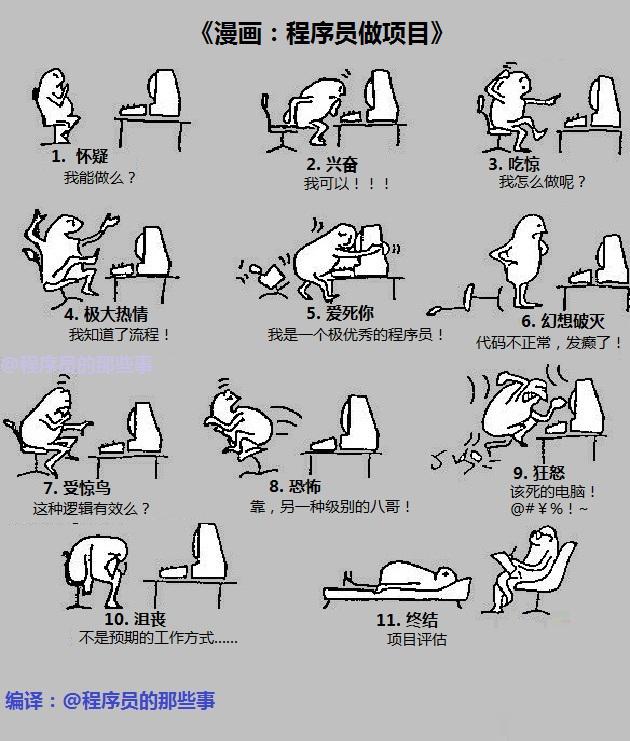 《漫画：程序员做项目》
1. 怀疑
我能做么？
2. 兴奋
我可以！！！
3. 吃惊
我怎么做呢？
4. 极大热情
我知道了流程！
5. 爱死你
我是一个极优秀的程序员！
6. 幻想破灭
代码不正常，发癫了！
@程序员的那些事
7. 受惊鸟
这种逻辑有效么？
8. 恐怖
靠，另一种级别的八哥！
9. 狂怒
该死的电脑！
@#￥%！~
10. 沮丧
不是预期的工作方式......
11. 终结
项目评估
编译：@程序员的那些事